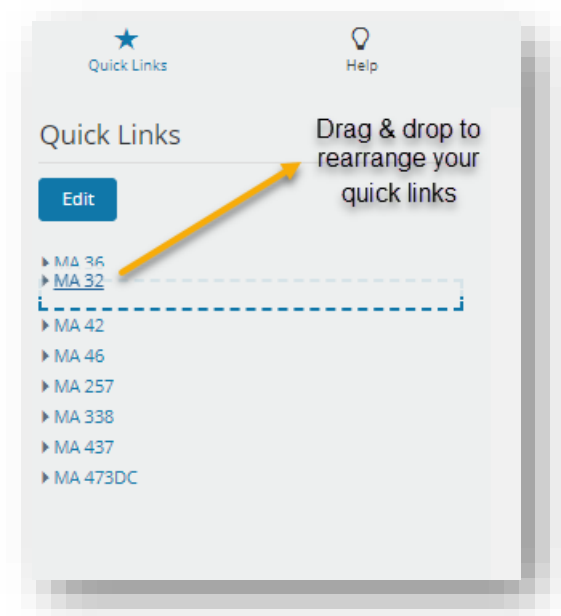 Quick Links
Help
Quick Links
Drag & drop to
rearrange your
quick links
Edit
MA 36
MA 32
MA 42
MA 46
MA 257
MA 338
MA 437
MA 473DC